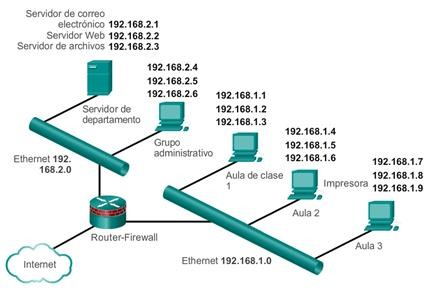 Servidor de correo
electrónico 192.168.2.1
Servidor Web 192.168.2.2
Servidor de archivos 192.168.2.3
192.168.2.4
192.168.2.5
192.168.2.6
Servidor de
departamento
192.168.1.1
192.168.1.2
192.168.1.3
Grupo
administrativo
192.168.1.4
192.168.1.5
192.168.1.6
Ethernet 192.
168.2.0
Aula de clase
1
Impresora
192.168.1.7
192.168.1.8
192.168.1.9
Aula 2
Router-Firewall
Aula 3
Internet
Ethernet 192.168.1.0